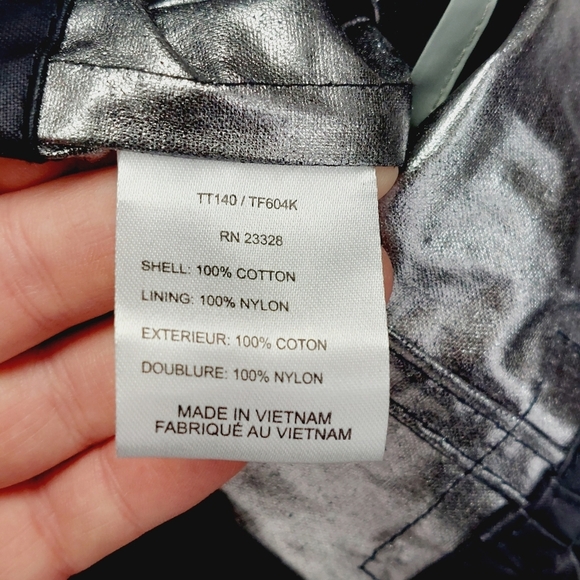 TT140 / TF604K
RN 23328
SHELL: 100% COTTON
LINING: 100% NYLON
EXTERIEUR: 100% COTON
DOUBLURE: 100% NYLON
MADE IN VIETNAM
FABRIQUÉ AU VIETNAM